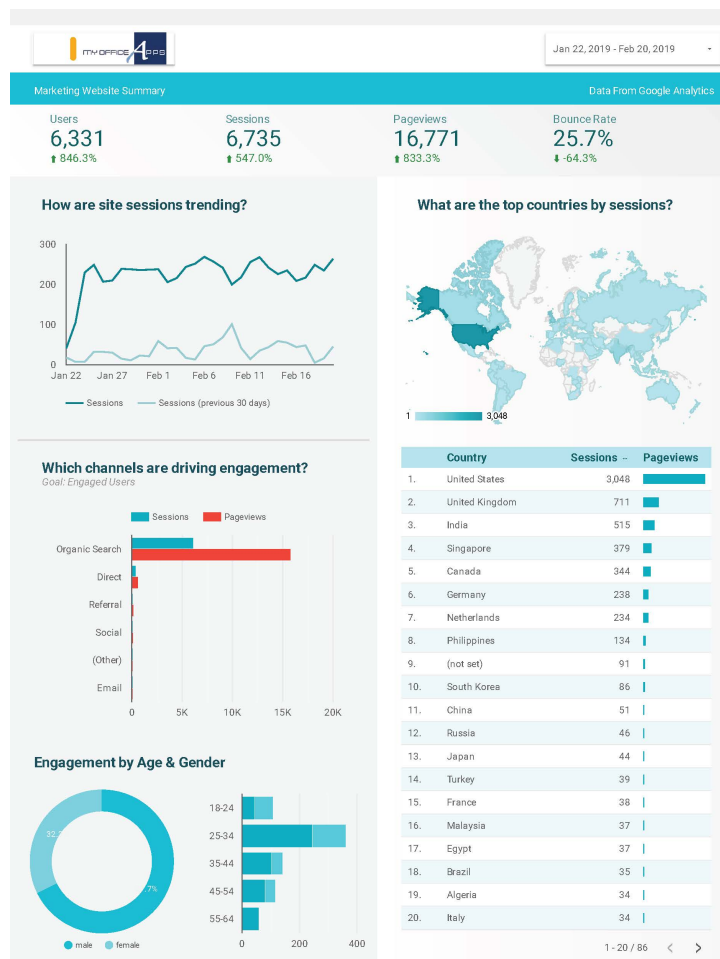 MY OFFICE APPS
Jan 22, 2019 - Feb 20, 2019
Marketing Website Summary
Data From Google Analytics
Users
6,331
846.3%
Sessions
6,735
547.0%
Pageviews
16,771
833.3%
Bounce Rate
25.7%
-64.3%
How are site sessions trending?
300
200
100
0
Jan 22 Jan 27 Feb 1 Feb 6 Feb 11 Feb 16
Sessions Sessions (previous 30 days)
Which channels are driving engagement?
Goal: Engaged Users
Sessions Pageviews
Organic Search
Direct
Referral
Social
(Other)
Email
0 5K 10K 15K 20K
Engagement by Age & Gender
32.
.7%
male female
18-24
25-34
35-44
45-54
55-64
0 200 400
What are the top countries by sessions?
1 3,048
Country Sessions Pageviews
1. United States 3,048
2. United Kingdom 711
3. India 515
4. Singapore 379
5. Canada 344
6. Germany 238
7. Netherlands 234
8. Philippines 134
9. (not set) 91
10. South Korea 86
11. China 51
12. Russia 46
13. Japan 44
14. Turkey 39
15. France 38
16. Malaysia 37
17. Egypt 37
18. Brazil 35
19. Algeria 34
20. Italy 34
1 - 20 / 86